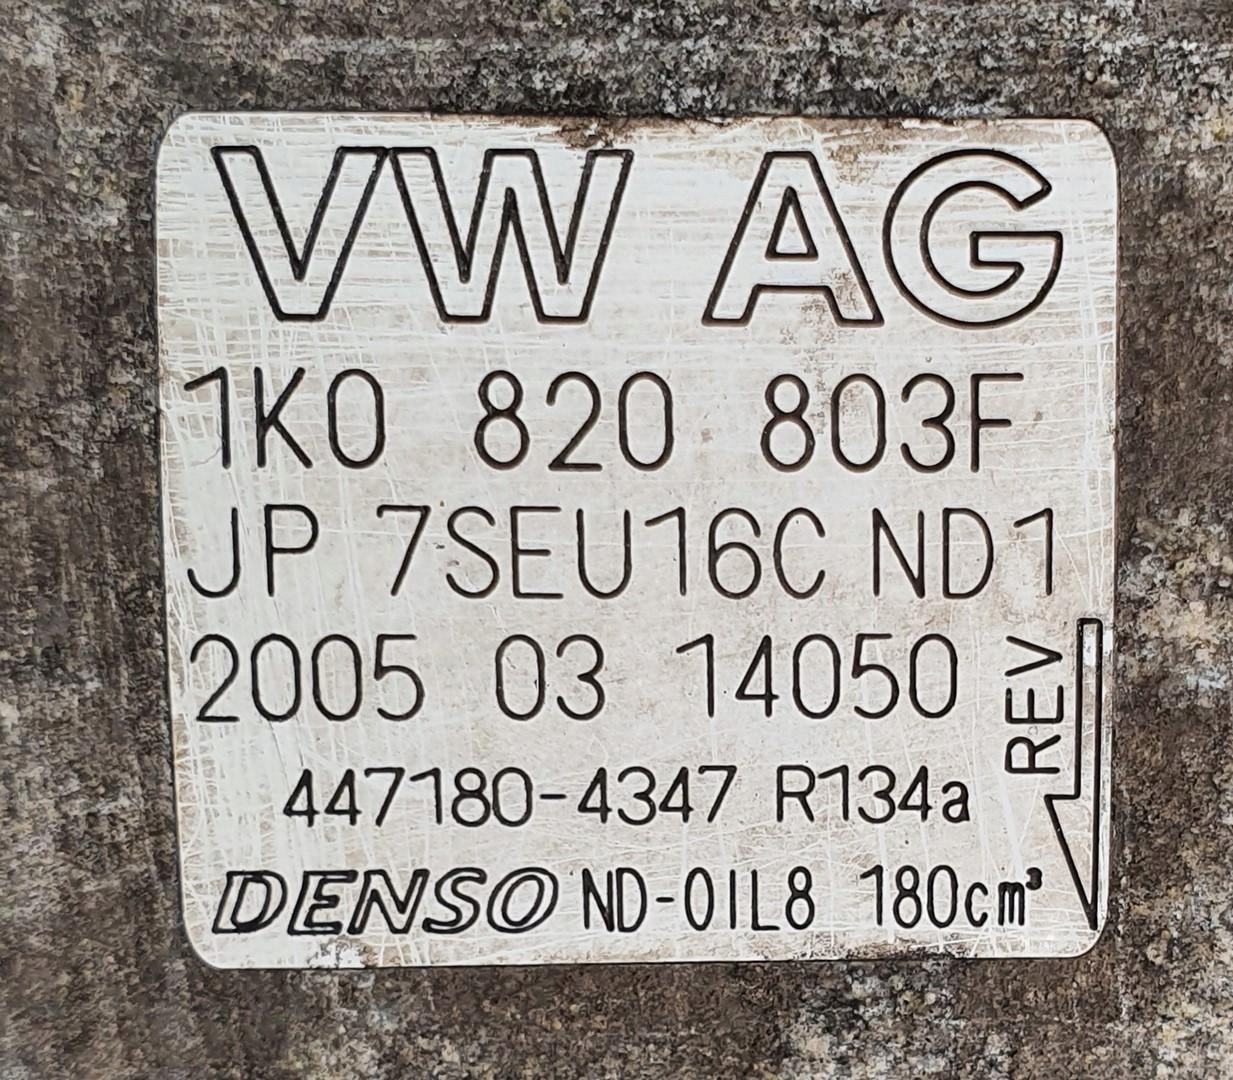 VW AG
1K0 820 803F
JP 7SEU16C ND1
2005 03 14050
REV
447180-4347 R134a
DENSO ND-OIL8 180cm³